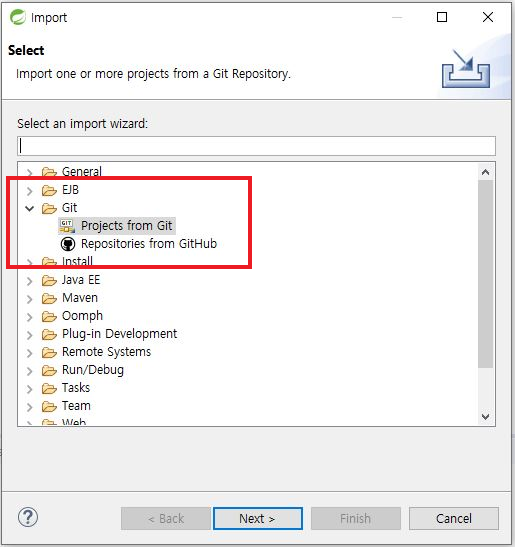 Import
Select
Import one or more projects from a Git Repository.
Select an import wizard:
General
EJB
Git
GIT
Projects from Git
Repositories from GitHub
Install
Java EE
Maven
Oomph
Plug-in Development
Remote Systems
Run/Debug
Tasks
Team
Web
?
< Back
Next >
Finish
Cancel